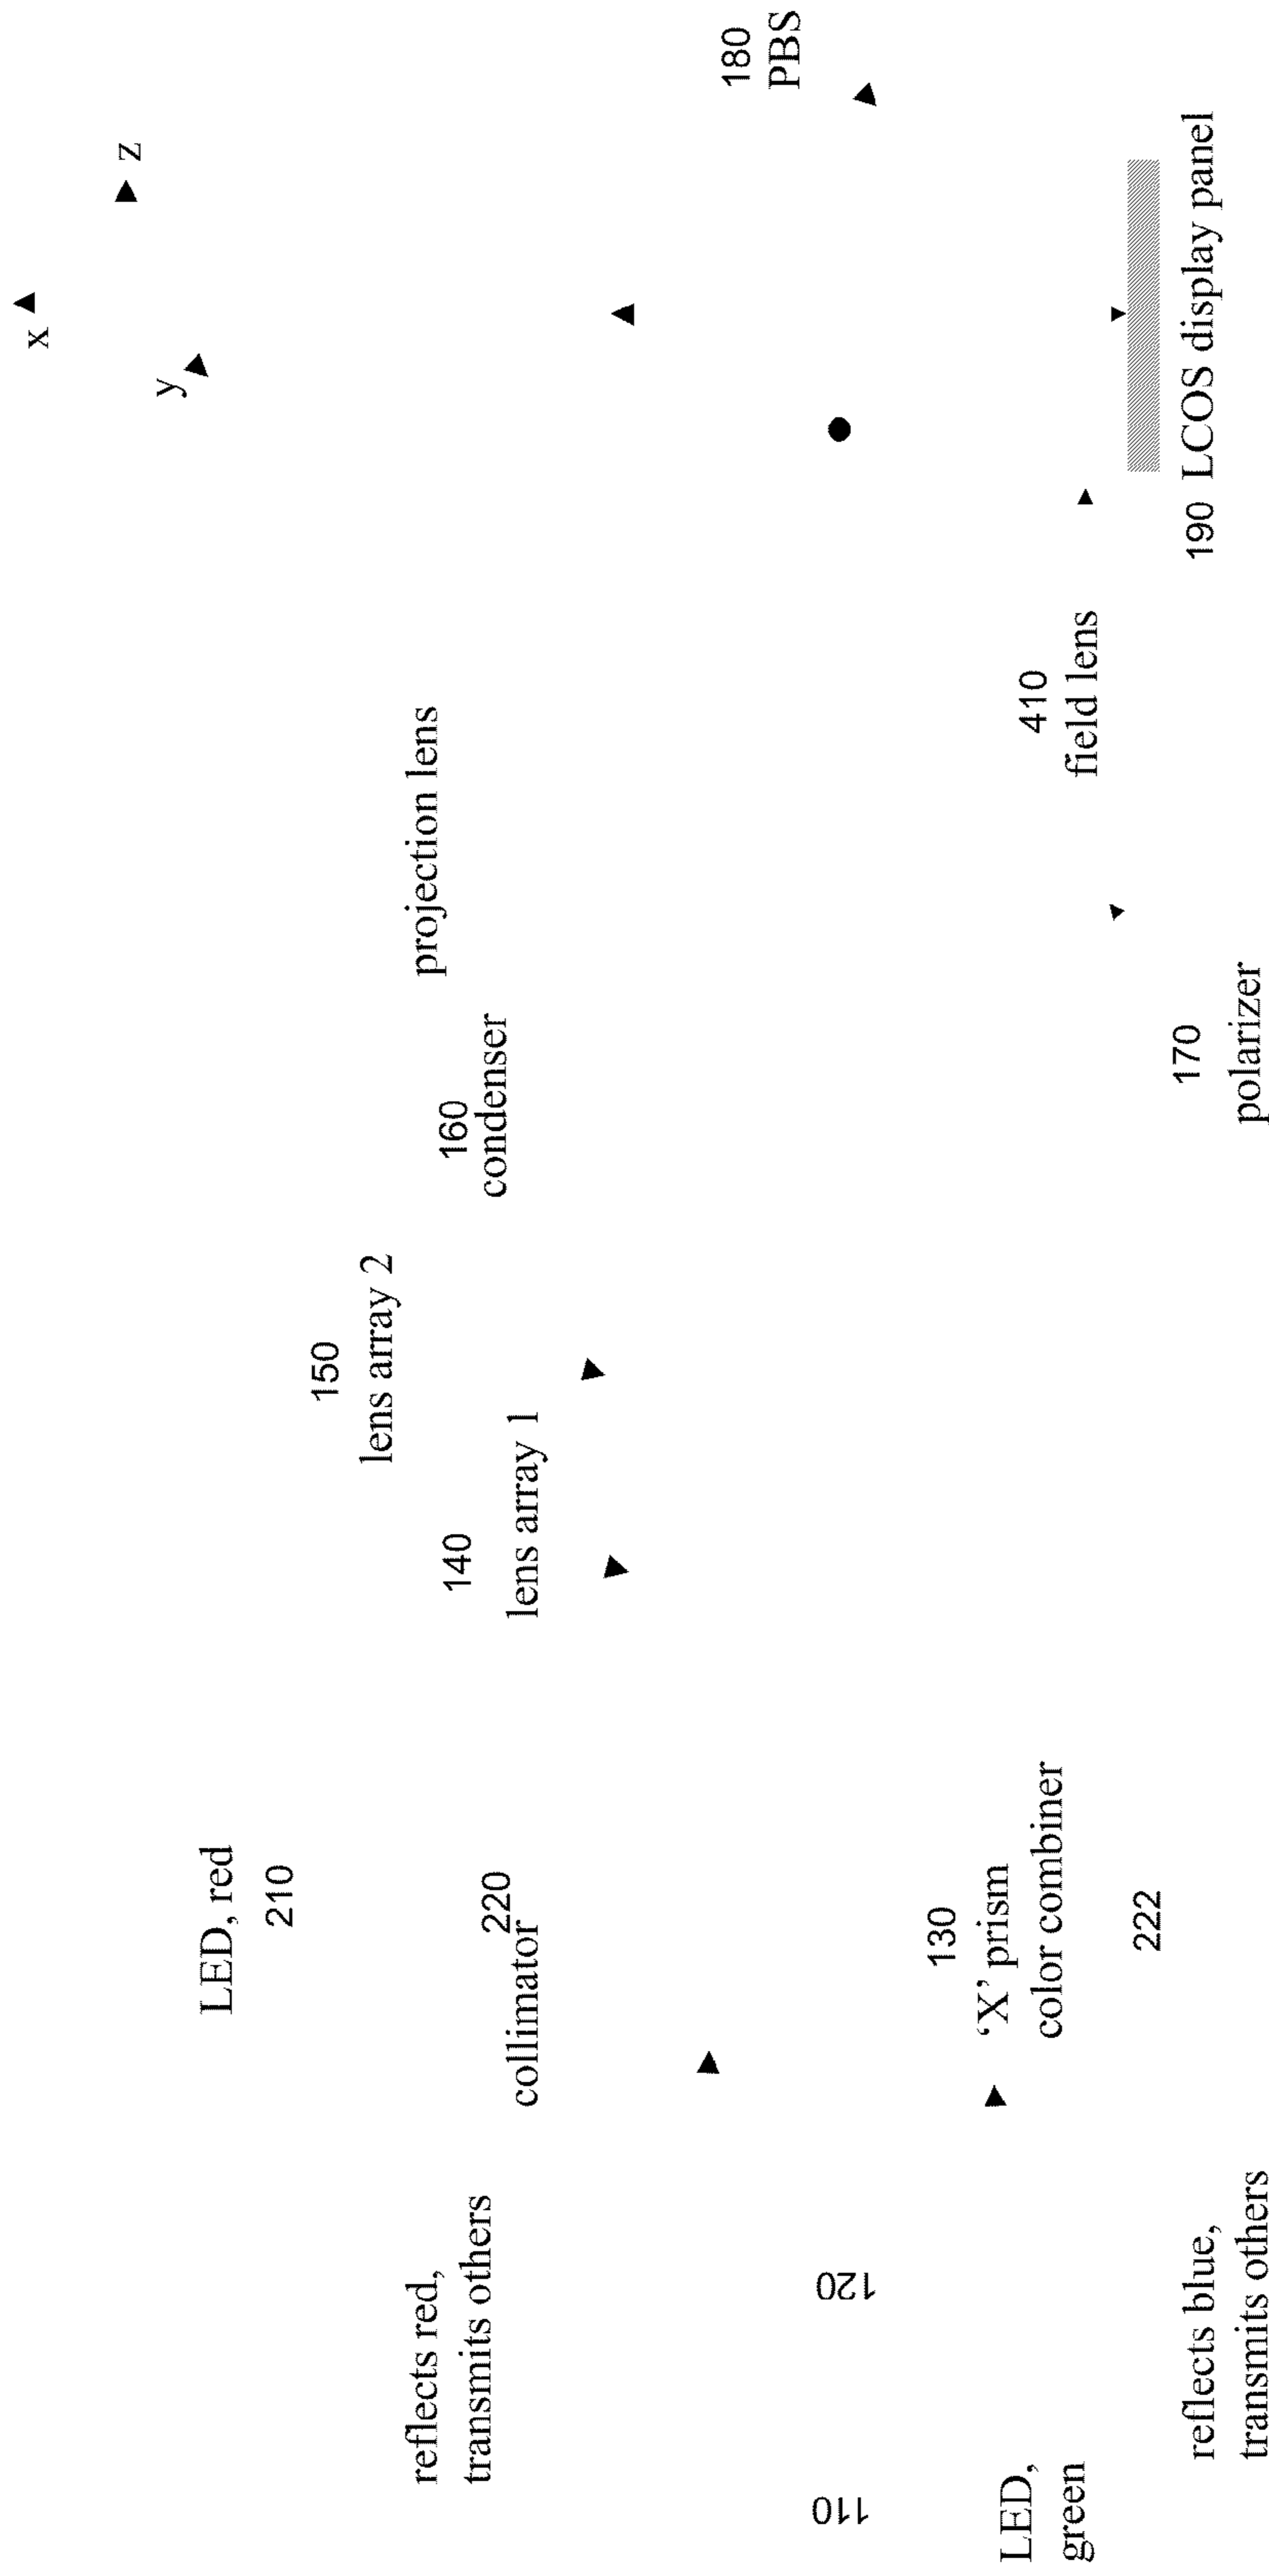 LED, red
210
reflects red,
transmits others
220
collimator
120
110
LED,
green
130
‘X’ prism
color combiner
222
reflects blue,
transmits others
150
lens array 2
140
lens array 1
160
condenser
projection lens
170
polarizer
410
field lens
190 LCOS display panel
180
PBS
x
y
z